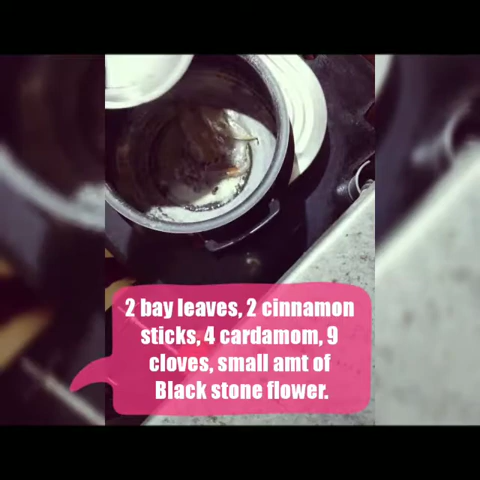 2 bay leaves, 2 cinnamon
sticks, 4 cardamom, 9
cloves, small amt of
Black stone flower.